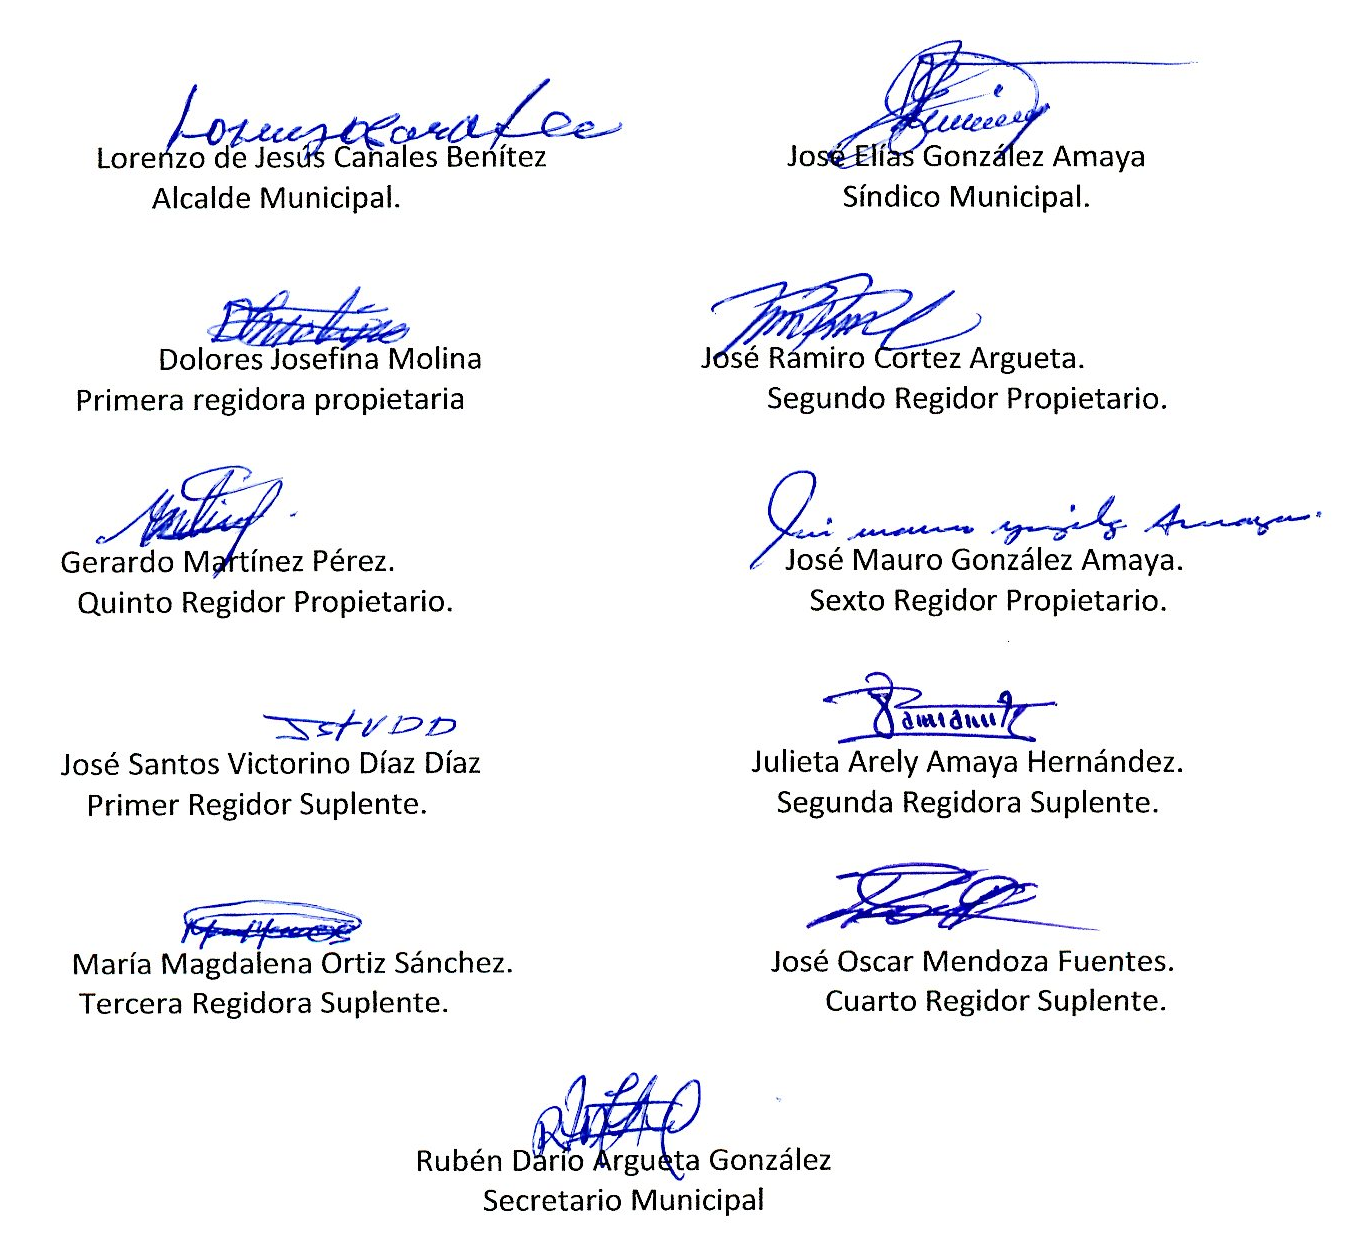 Lorenzo de Jesús Canales Benítez
Alcalde Municipal.
José Elías González Amaya
Síndico Municipal.
Dolores Josefina Molina
Primera regidora propietaria
José Ramiro Cortez Argueta.
Segundo Regidor Propietario.
Gerardo Martínez Pérez.
Quinto Regidor Propietario.
José Mauro González Amaya.
Sexto Regidor Propietario.
JStVDD
José Santos Victorino Díaz Díaz
Primer Regidor Suplente.
Julieta Arely Amaya Hernández.
Segunda Regidora Suplente.
María Magdalena Ortiz Sánchez.
Tercera Regidora Suplente.
José Oscar Mendoza Fuentes.
Cuarto Regidor Suplente.
Rubén Dario Argueta González
Secretario Municipal